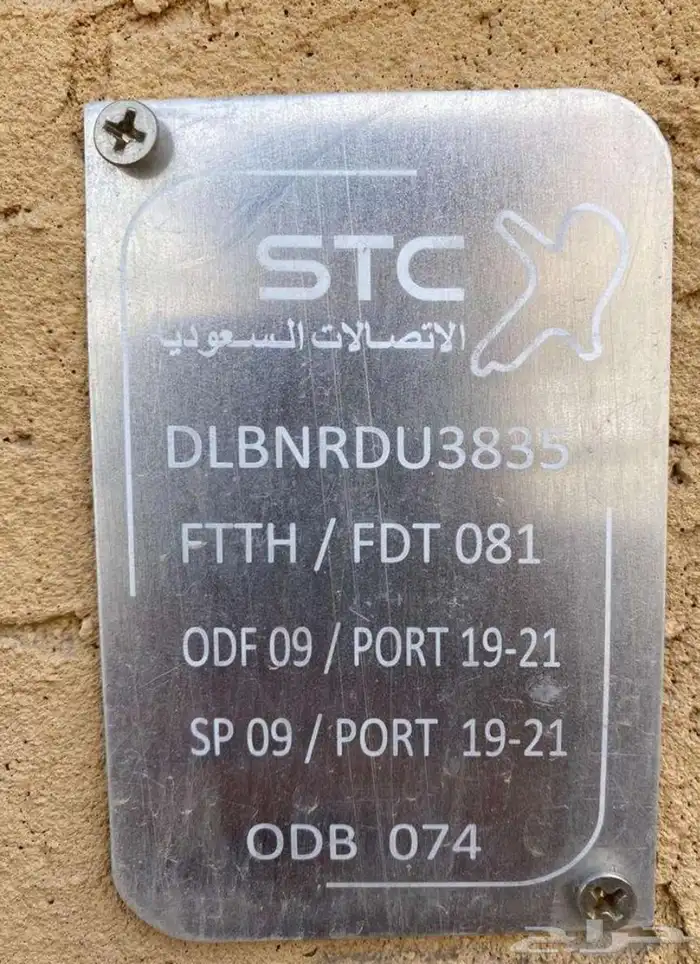 STC
الاتصالات السعودية
DLBNRDU3835
FTTH / FDT 081
ODF 09 / PORT 19-21
SP 09 / PORT 19-21
ODB 074
حراج